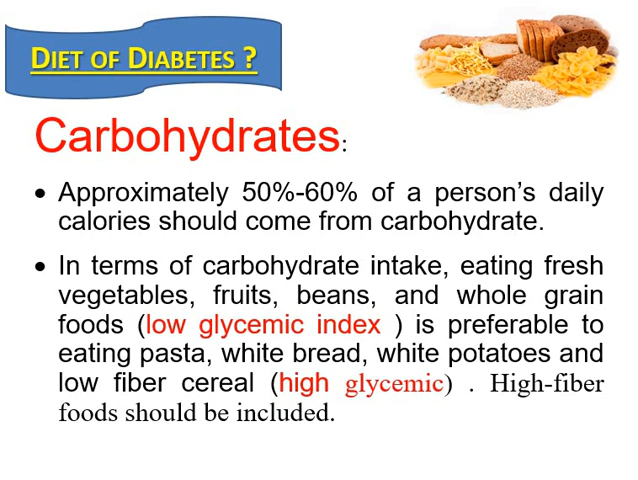 DIET OF DIABETES ?
Carbohydrates:
• Approximately 50%-60% of a person's daily
calories should come from carbohydrate.
• In terms of carbohydrate intake, eating fresh
vegetables, fruits, beans, and whole grain
foods (low glycemic index ) is preferable to
eating pasta, white bread, white potatoes and
low fiber cereal (high glycemic) . High-fiber
foods should be included.